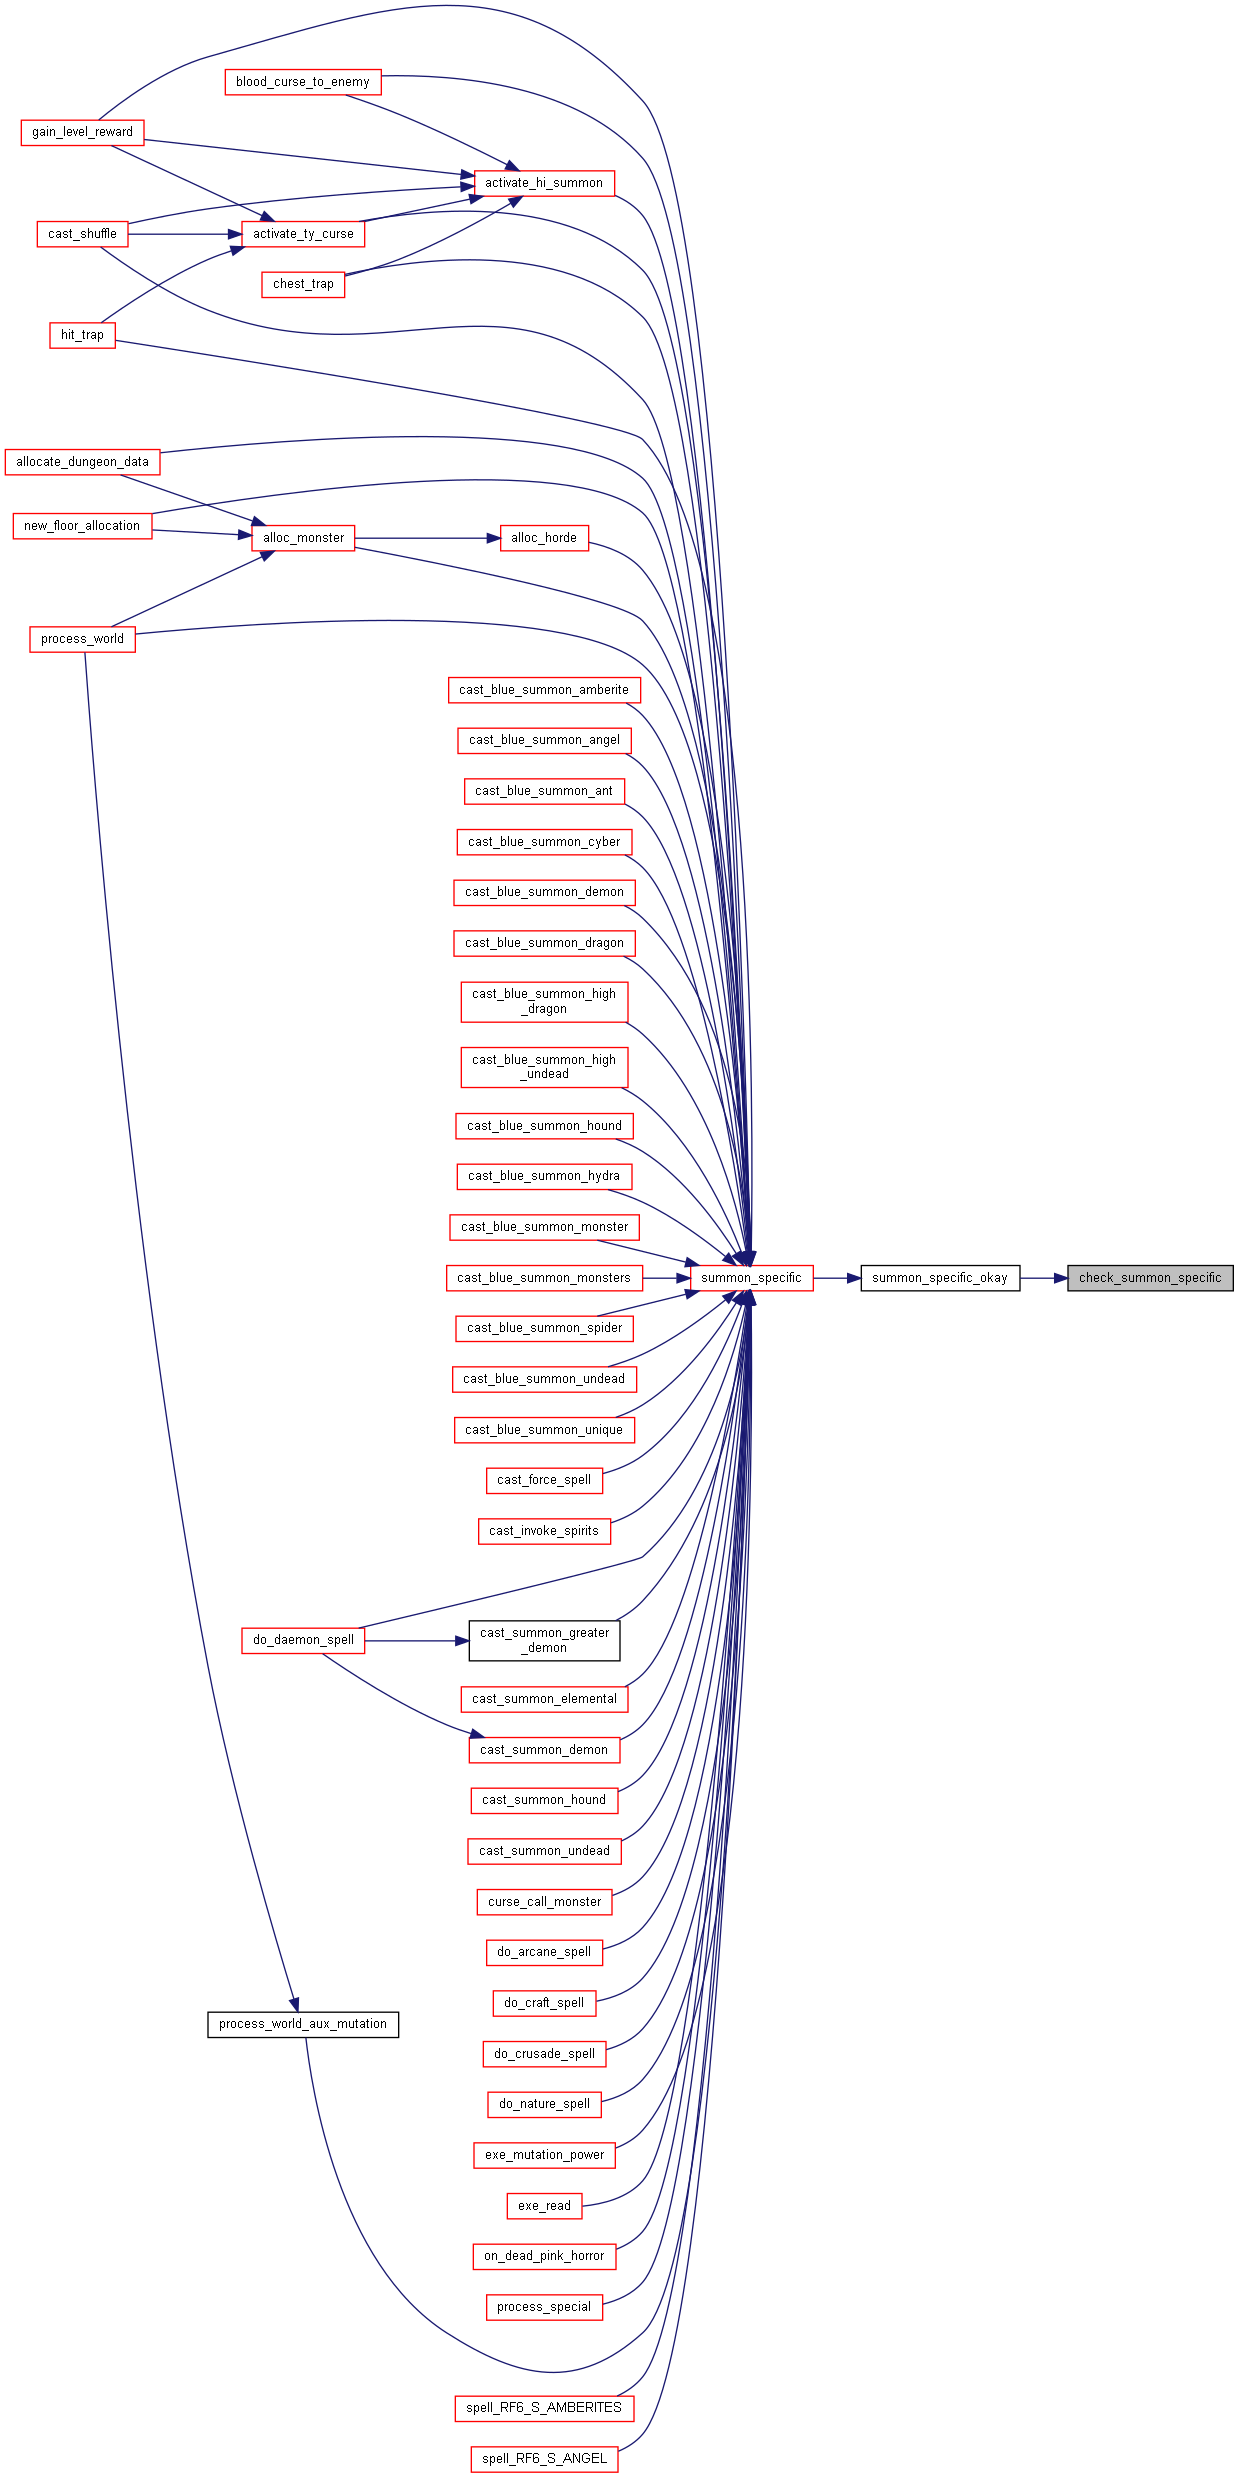 blood_curse_to_enemy
gain_level_reward
activate_hi_summon
cast_shuffle
activate_ty_curse
chest_trap
hit_trap
allocate_dungeon_data
new_floor_allocation
alloc_monster
alloc_horde
process_world
cast_blue_summon_amberite
cast_blue_summon_angel
cast_blue_summon_ant
cast_blue_summon_cyber
cast_blue_summon_demon
cast_blue_summon_dragon
cast_blue_summon_high
_dragon
cast_blue_summon_high
_undead
cast_blue_summon_hound
cast_blue_summon_hydra
cast_blue_summon_monster
cast_blue_summon_monsters
summon_specific
summon_specific_okay
check_summon_specific
cast_blue_summon_spider
cast_blue_summon_undead
cast_blue_summon_unique
cast_force_spell
cast_invoke_spirits
do_daemon_spell
cast_summon_greater
_demon
cast_summon_elemental
cast_summon_demon
cast_summon_hound
cast_summon_undead
curse_call_monster
do_arcane_spell
do_craft_spell
process_world_aux_mutation
do_crusade_spell
do_nature_spell
exe_mutation_power
exe_read
on_dead_pink_horror
process_special
spell_RF6_S_AMBERITES
spell_RF6_S_ANGEL